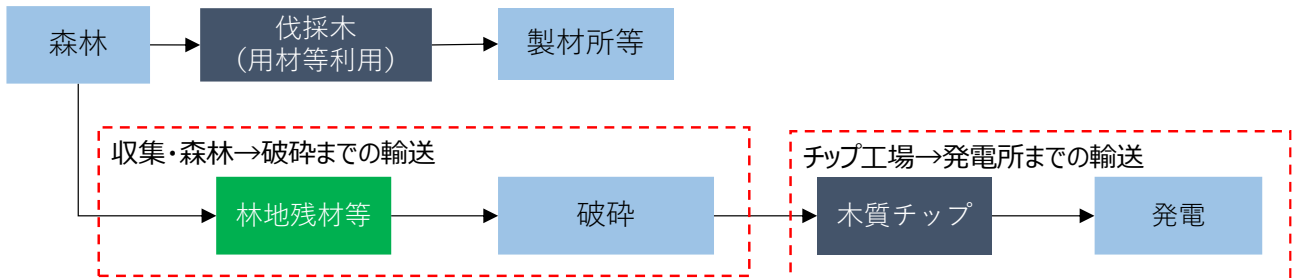 森林
伐採木
（用材等利用）
製材所等
収集・森林→破砕までの輸送
林地残材等
破砕
チップ工場→発電所までの輸送
木質チップ
発電